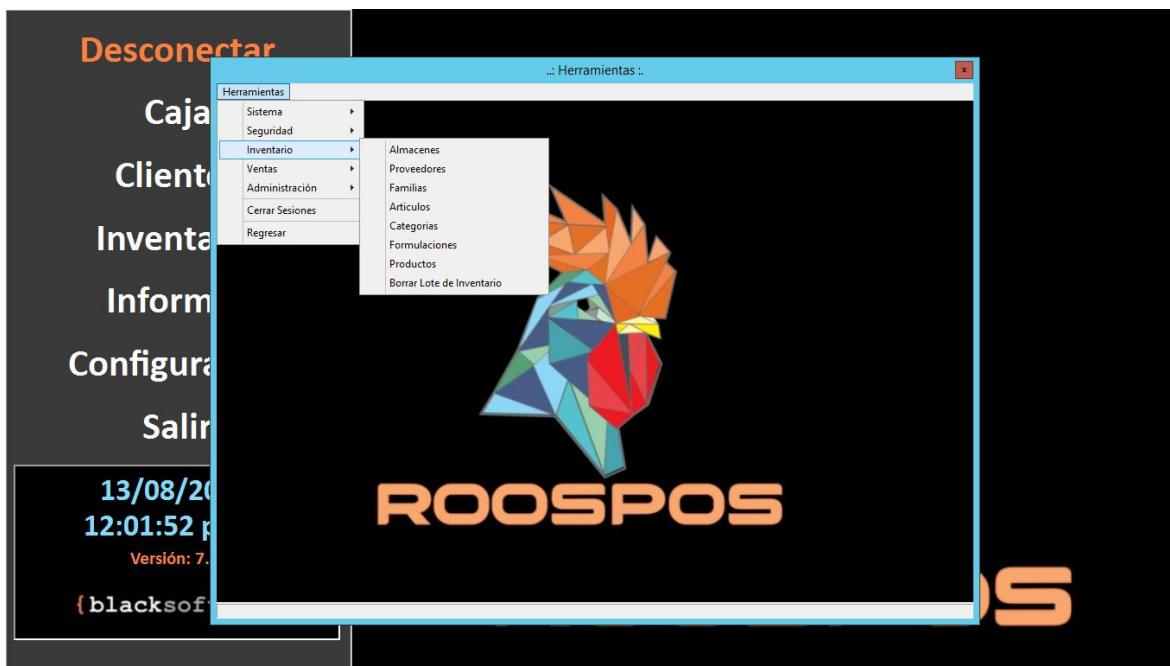 Desconectar
Caja
Inventa
Inform
Configura
Salir
13/08/20
12:01:52 p
Versión: 7.
{blacksof
..: Herramientas :.
x
Herramientas
Sistema
Seguridad
Inventario
Ventas
Administración
Cerrar Sesiones
Regresar
Almacenes
Proveedores
Familias
Articulos
Categorias
Formulaciones
Productos
Borrar Lote de Inventario
ROOSPOS